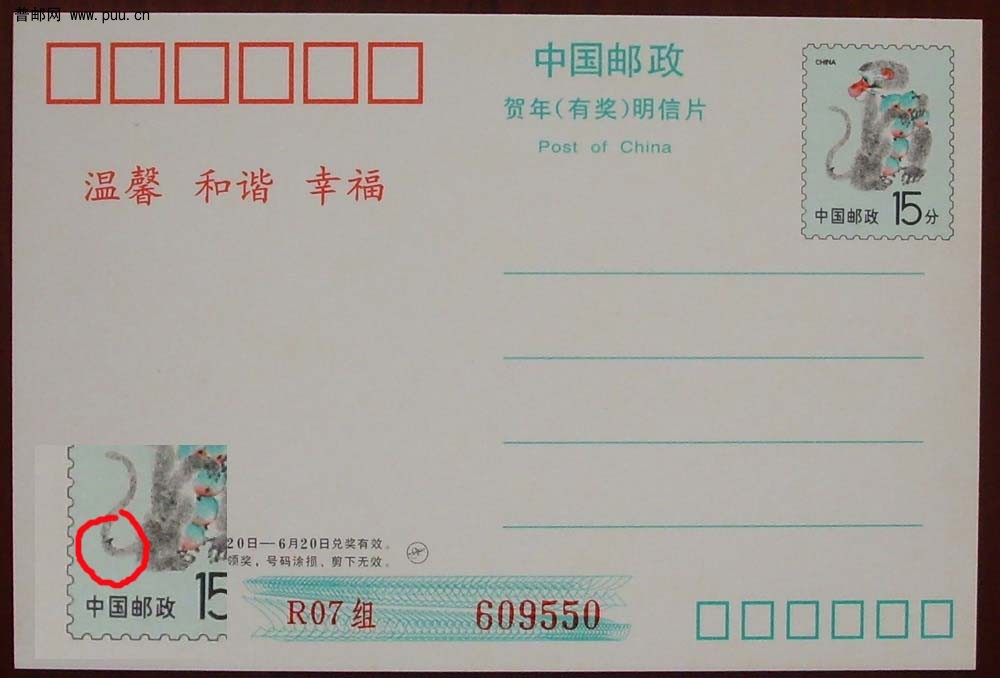 普邮网 www.puu.cn
中国邮政
贺年(有奖)明信片
Post of China
CHINA
中国邮政 15分
温馨 和谐 幸福
20日—6月20日兑奖有效。
领奖，号码涂损、剪下无效。
中国邮政 15
R07组 609550